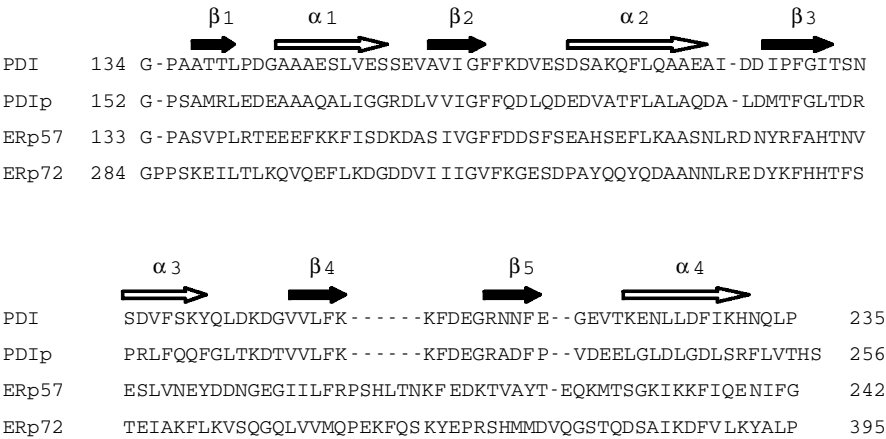 β1 α1 β2 α2 β3
PDI 134 G-PAATTLPDGAAAESLVESSEVAVIGFFKDVESDSAKQFLQAAEAI-DDIPFGITSN
PDIp 152 G-PSAMRLEDEAAAQALIGGRDLVVIGFFQDLQDEDVATFLALAQDA-LDMTFGLTDR
ERp57 133 G-PASVPLRTEEEFKKFISDKDASIVGFFDDSFSEAHSEFLKAASNLRDNYRFAHTNV
ERp72 284 GPPSKEILTLKQVQEFLKDGDDVIIIGVFKGESDPAYQQYQDAANNLREDYKFHHTFS
α3 β4 β5 α4
PDI SDVFSKYQLDKDGVVLFK------KFDEGRNNFE--GEVTKENLLDFIKHNQLP 235
PDIp PRLFQQFGLTKDTVVLFK------KFDEGRADFP--VDEELGLDLGDLSRFLVTHS 256
ERp57 ESLVNEYDDNGEGIILFRPSHLTNKFEDKTVAYT-EQKMTSGKIKKFIQENIFG 242
ERp72 TEIAKFLKVSQGQLVVMQPEKFQSKYEPRSHMMDVQGSTQDSAIKDFVLKYALP 395